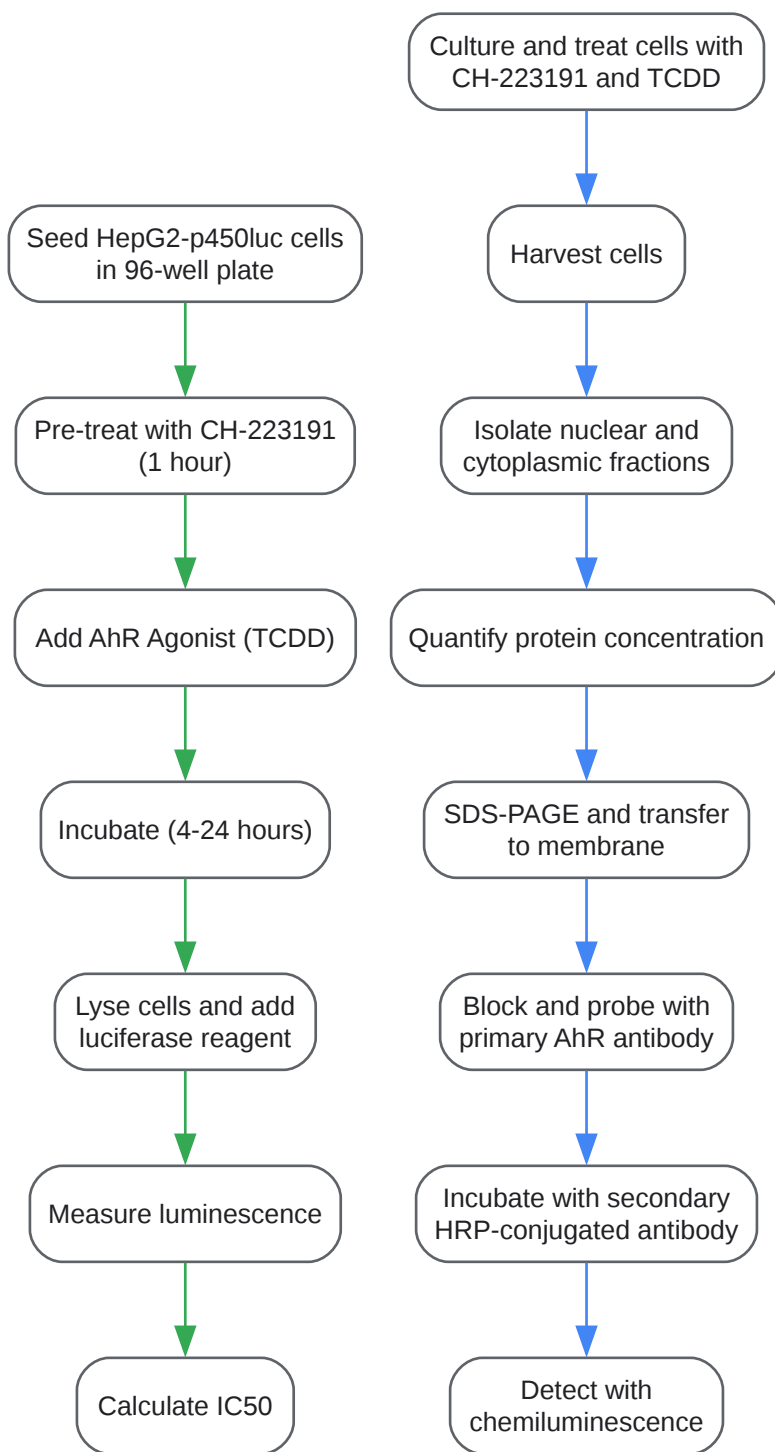 Culture and treat cells with
CH-223191 and TCDD
Seed HepG2-p450luc cells
in 96-well plate
Harvest cells
Pre-treat with CH-223191
(1 hour)
Isolate nuclear and
cytoplasmic fractions
Add AhR Agonist (TCDD)
Quantify protein concentration
Incubate (4-24 hours)
SDS-PAGE and transfer
to membrane
Lyse cells and add
luciferase reagent
Block and probe with
primary AhR antibody
Measure luminescence
Incubate with secondary
HRP-conjugated antibody
Calculate IC50
Detect with
chemiluminescence